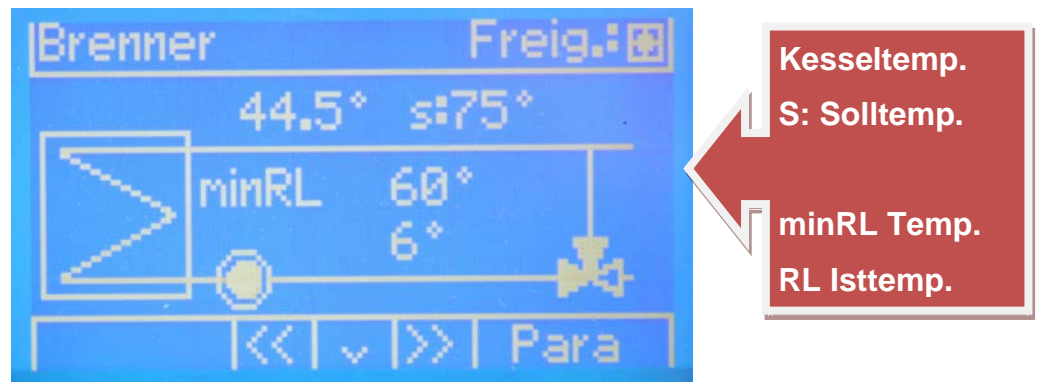 Brenner Freig.:
44.5° s:75°
minRL 60°
6°
<< ⌄ >> Para
Kesseltemp.
S: Solltemp.
minRL Temp.
RL Isttemp.